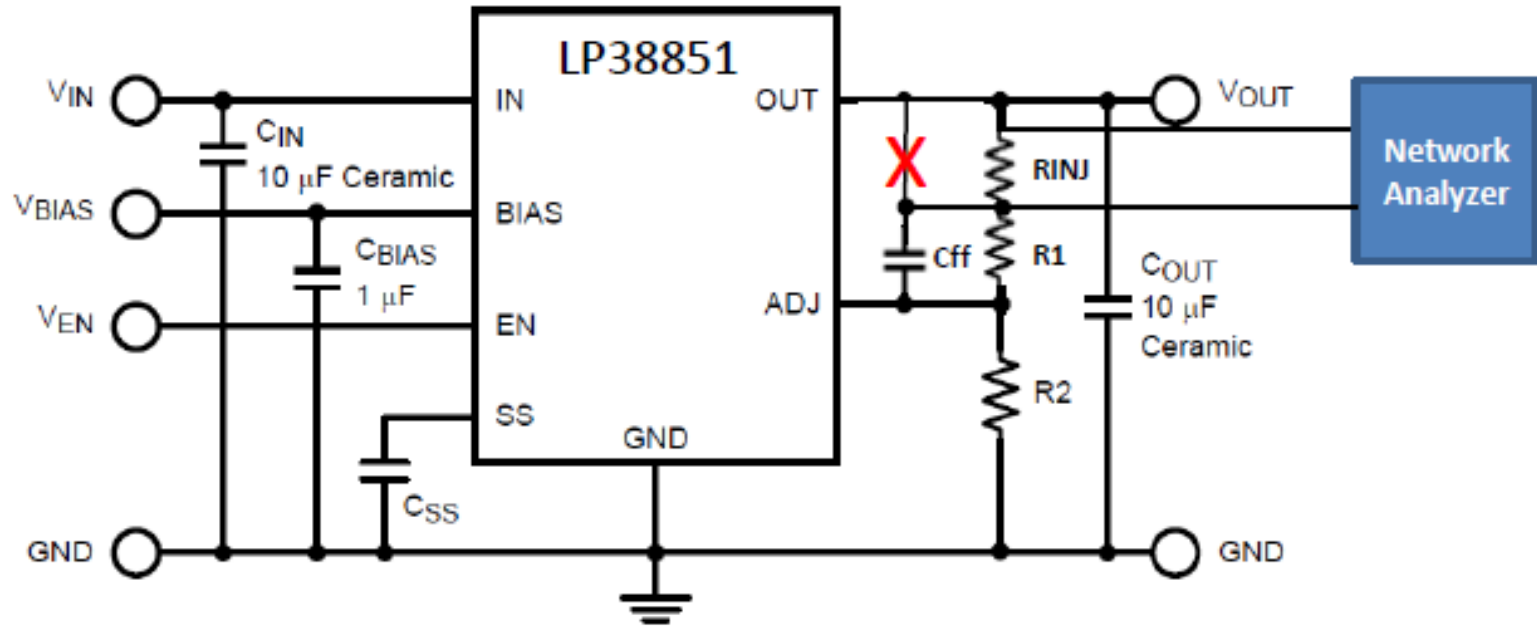 LP38851
VIN
IN
OUT
VOUT
CIN
10 μF Ceramic
RINJ
Network
Analyzer
VBIAS
BIAS
CBIAS
1 μF
Cff
R1
COUT
10 μF
Ceramic
VEN
EN
ADJ
R2
SS
GND
CSS
GND
GND
X